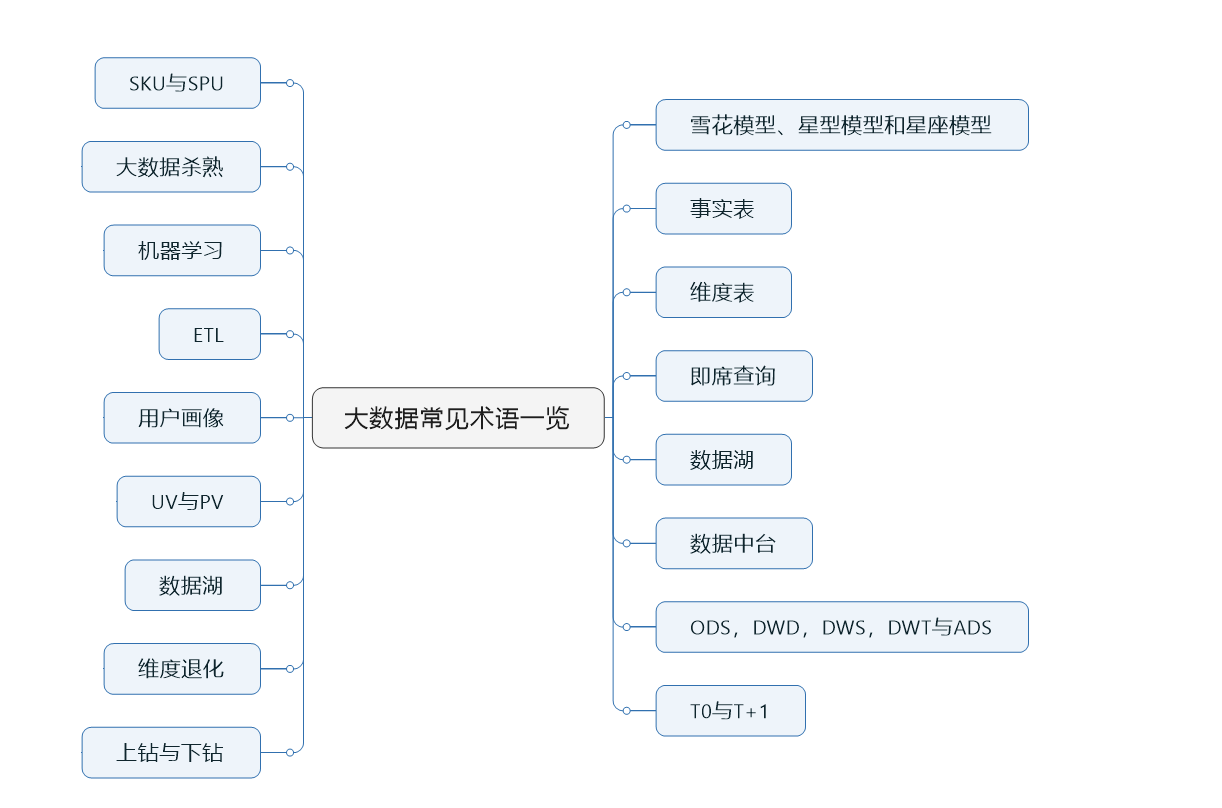 大数据常见术语一览
SKU与SPU
大数据杀熟
机器学习
ETL
用户画像
UV与PV
数据湖
维度退化
上钻与下钻
雪花模型、星型模型和星座模型
事实表
维度表
即席查询
数据湖
数据中台
ODS，DWD，DWS，DWT与ADS
T0与T+1